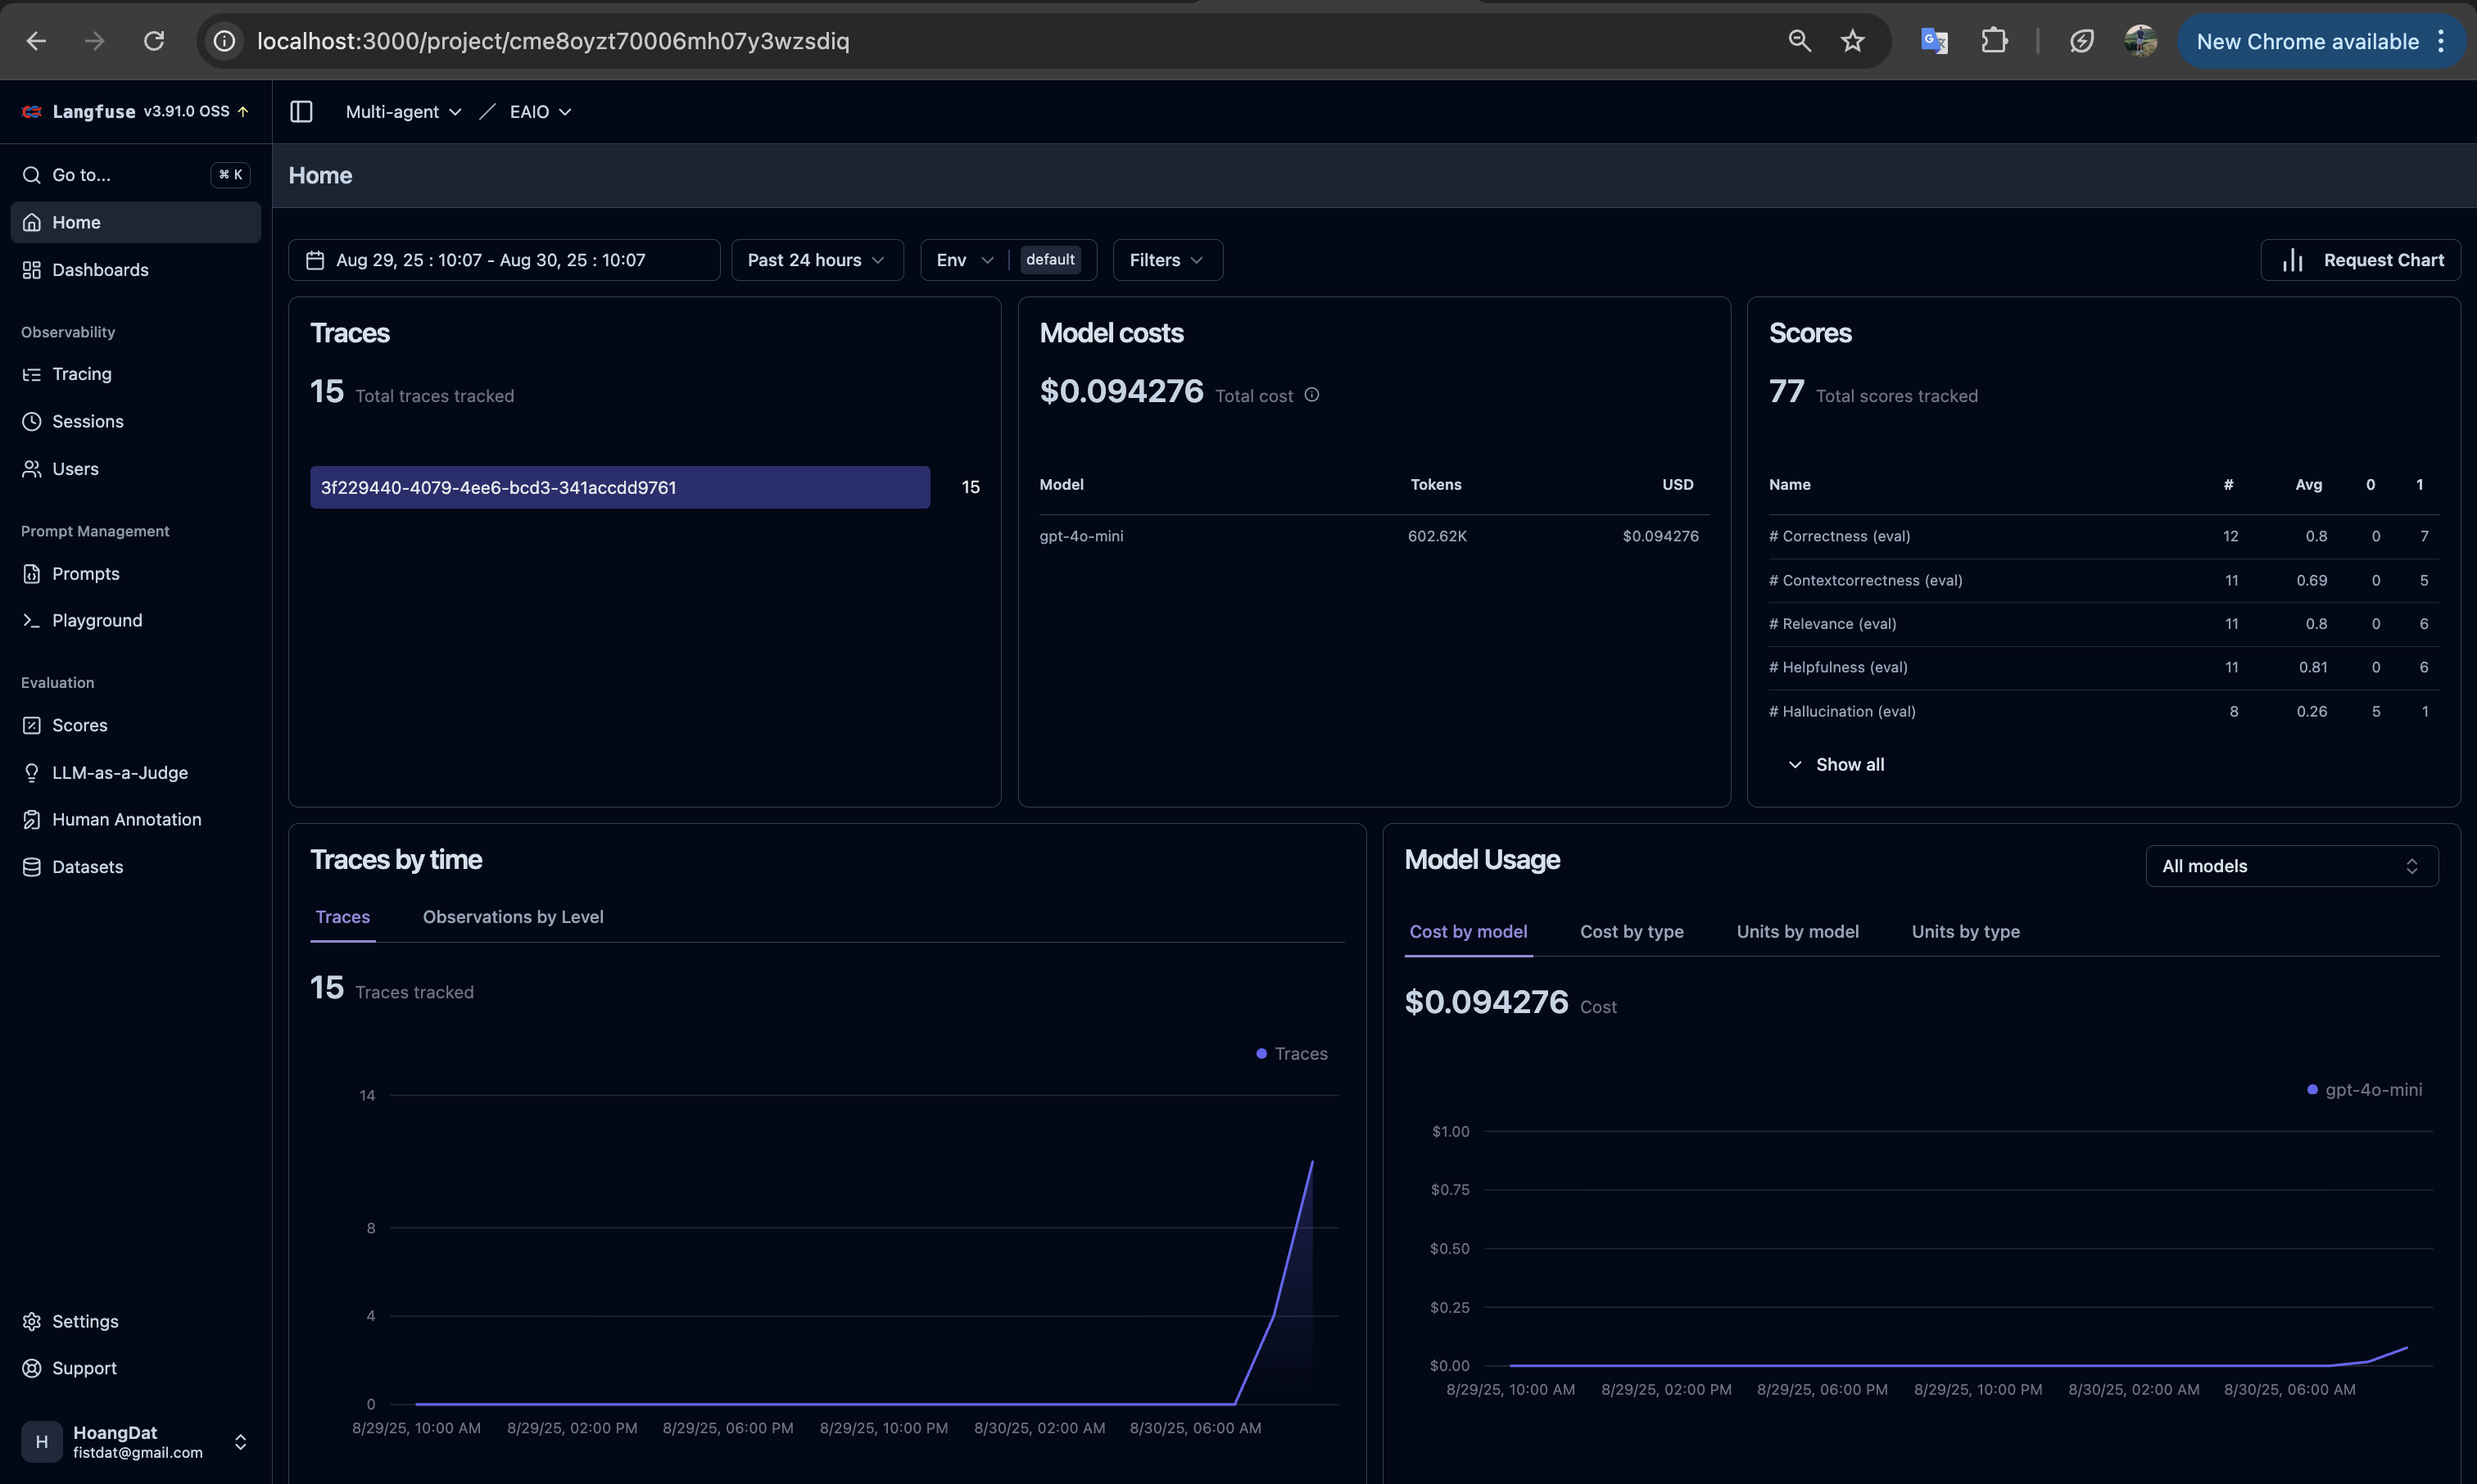 localhost:3000/project/cme8oyzt70006mh07y3wzsdiq
New Chrome available
Langfuse v3.91.0 OSS
Multi-agent
EAIO
Go to...
⌘ K
Home
Dashboards
Observability
Tracing
Sessions
Users
Prompt Management
Prompts
Playground
Evaluation
Scores
LLM-as-a-Judge
Human Annotation
Datasets
Settings
Support
H
HoangDat
fistdat@gmail.com
Home
Aug 29, 25 : 10:07 - Aug 30, 25 : 10:07
Past 24 hours
Env
default
Filters
Request Chart
Traces
15 Total traces tracked
3f229440-4079-4ee6-bcd3-341accdd9761 15
Model costs
$0.094276 Total cost
Model Tokens USD
gpt-4o-mini 602.62K $0.094276
Scores
77 Total scores tracked
Name # Avg 0 1
# Correctness (eval) 12 0.8 0 7
# Contextcorrectness (eval) 11 0.69 0 5
# Relevance (eval) 11 0.8 0 6
# Helpfulness (eval) 11 0.81 0 6
# Hallucination (eval) 8 0.26 5 1
Show all
Traces by time
Traces Observations by Level
15 Traces tracked
Traces
14
8
4
0
8/29/25, 10:00 AM 8/29/25, 02:00 PM 8/29/25, 06:00 PM 8/29/25, 10:00 PM 8/30/25, 02:00 AM 8/30/25, 06:00 AM
Model Usage
All models
Cost by model Cost by type Units by model Units by type
$0.094276 Cost
gpt-4o-mini
$1.00
$0.75
$0.50
$0.25
$0.00
8/29/25, 10:00 AM 8/29/25, 02:00 PM 8/29/25, 06:00 PM 8/29/25, 10:00 PM 8/30/25, 02:00 AM 8/30/25, 06:00 AM